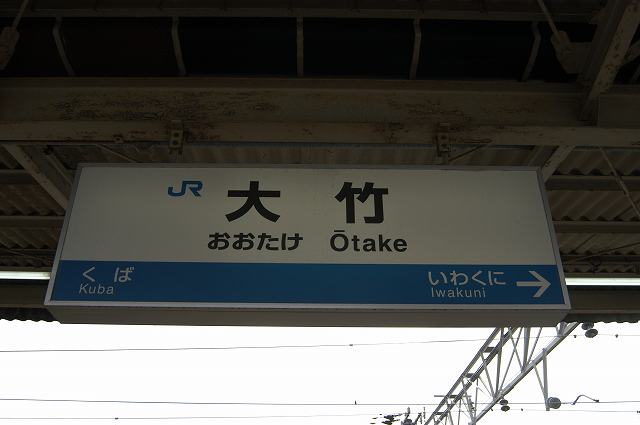 JR 大竹
おおたけ Ōtake
くば いわくに →
Kuba Iwakuni